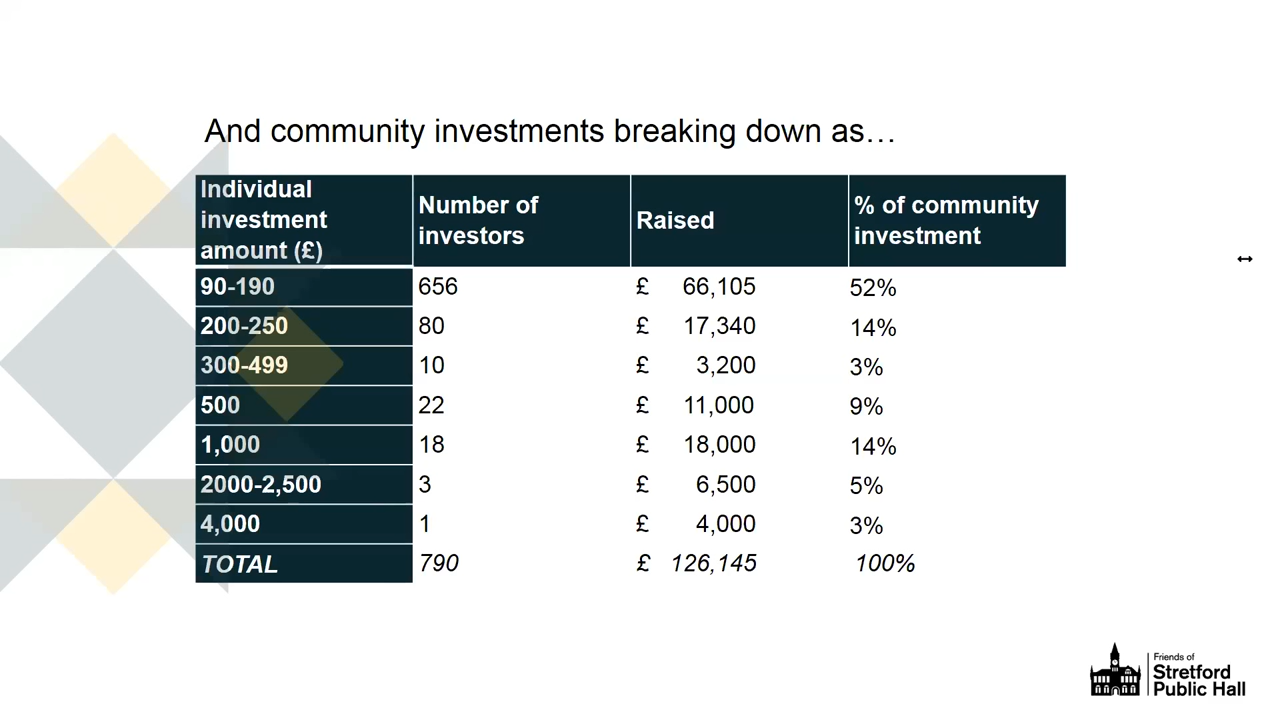 And community investments breaking down as…
Individual investment amount (£) Number of investors Raised % of community investment
90-190 656 £ 66,105 52%
200-250 80 £ 17,340 14%
300-499 10 £ 3,200 3%
500 22 £ 11,000 9%
1,000 18 £ 18,000 14%
2000-2,500 3 £ 6,500 5%
4,000 1 £ 4,000 3%
TOTAL 790 £ 126,145 100%
Friends of
Stretford
Public Hall